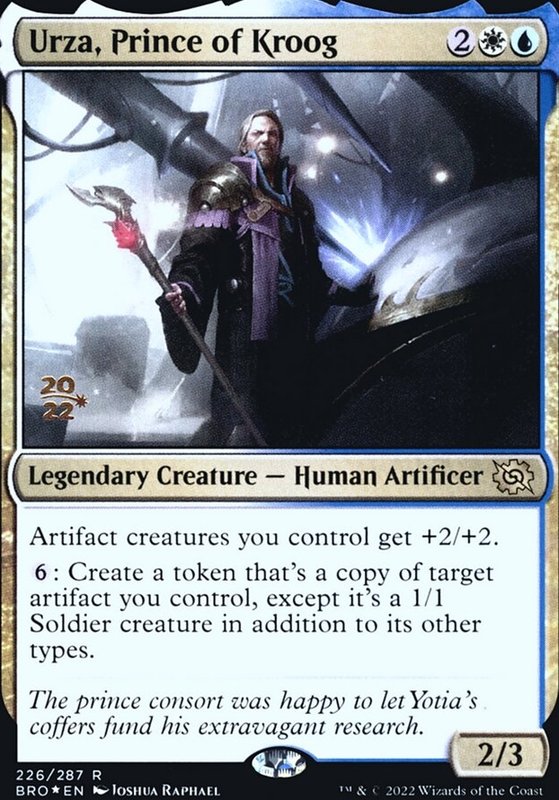 Urza, Prince of Kroog 2
20
22
Legendary Creature — Human Artificer
Artifact creatures you control get +2/+2.
6: Create a token that's a copy of target
artifact you control, except it's a 1/1
Soldier creature in addition to its other
types.
The prince consort was happy to let Yotia's
coffers fund his extravagant research.
2/3
226/287 R
BRO★EN Joshua Raphael
™ & © 2022 Wizards of the Coast